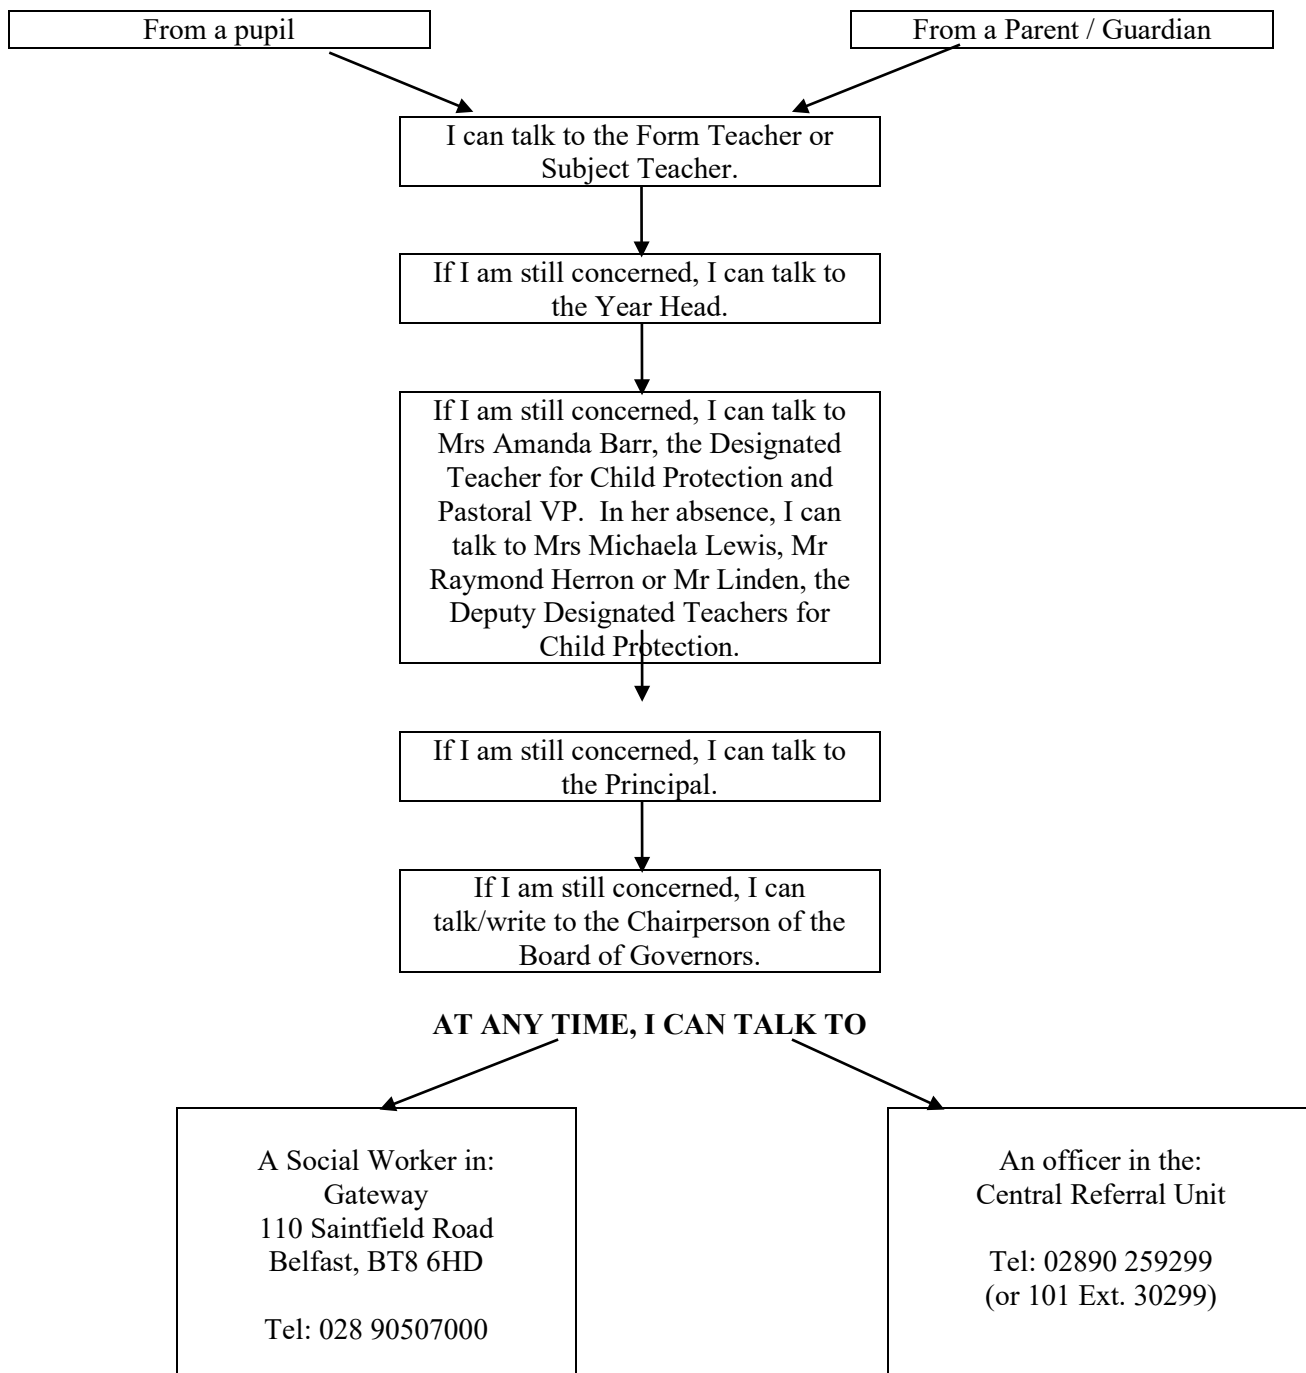 From a pupil
From a Parent / Guardian
I can talk to the Form Teacher or
Subject Teacher.
If I am still concerned, I can talk to
the Year Head.
If I am still concerned, I can talk to
Mrs Amanda Barr, the Designated
Teacher for Child Protection and
Pastoral VP.  In her absence, I can
talk to Mrs Michaela Lewis, Mr
Raymond Herron or Mr Linden, the
Deputy Designated Teachers for
Child Protection.
If I am still concerned, I can talk to
the Principal.
If I am still concerned, I can
talk/write to the Chairperson of the
Board of Governors.
AT ANY TIME, I CAN TALK TO
A Social Worker in:
Gateway
110 Saintfield Road
Belfast, BT8 6HD
Tel: 028 90507000
An officer in the:
Central Referral Unit
Tel: 02890 259299
(or 101 Ext. 30299)